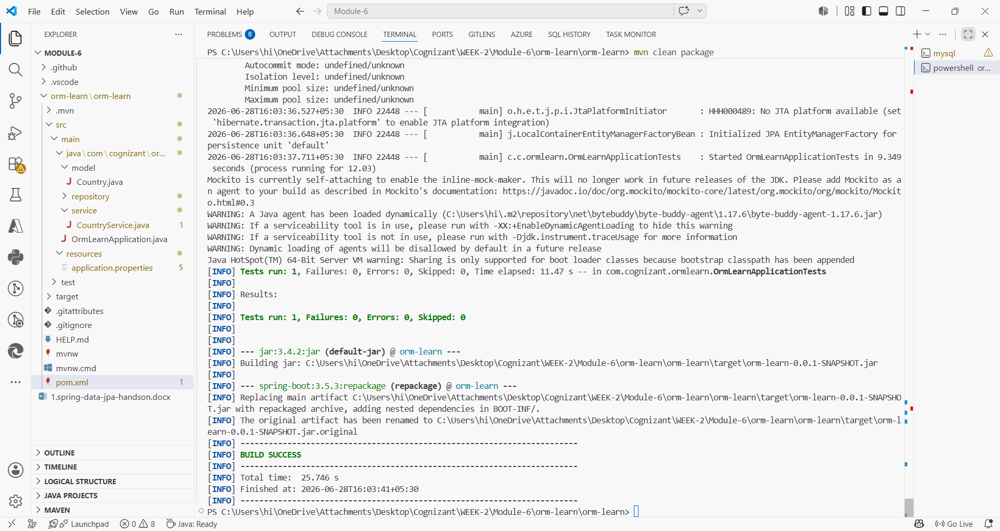 File Edit Selection View Go Run Terminal Help
Module-6
EXPLORER
MODULE-6
.github
.vscode
orm-learn\orm-learn
.mvn
src
main
java\com\cognizant\or...
model
Country.java
repository
service
CountryService.java 1
OrmLearnApplication.java
resources
application.properties 5
test
target
.gitattributes
.gitignore
HELP.md
mvnw
mvnw.cmd
pom.xml 1
1.spring-data-jpa-handson.docx
OUTLINE
TIMELINE
LOGICAL STRUCTURE
JAVA PROJECTS
MAVEN
PROBLEMS 8 OUTPUT DEBUG CONSOLE TERMINAL PORTS GITLENS AZURE SQL HISTORY TASK MONITOR
PS C:\Users\hi\OneDrive\Attachments\Desktop\Cognizant\WEEK-2\Module-6\orm-learn\orm-learn> mvn clean package
Autocommit mode: undefined/unknown
Isolation level: undefined/unknown
Minimum pool size: undefined/unknown
Maximum pool size: undefined/unknown
2026-06-28T16:03:36.527+05:30  INFO 22448 --- [           main] o.h.e.t.j.p.i.JtaPlatformInitiator       : HHH000489: No JTA platform available (set
'hibernate.transaction.jta.platform' to enable JTA platform integration)
2026-06-28T16:03:36.648+05:30  INFO 22448 --- [           main] j.LocalContainerEntityManagerFactoryBean : Initialized JPA EntityManagerFactory for
persistence unit 'default'
2026-06-28T16:03:37.711+05:30  INFO 22448 --- [           main] c.c.ormlearn.OrmLearnApplicationTests    : Started OrmLearnApplicationTests in 9.349
seconds (process running for 12.03)
Mockito is currently self-attaching to enable the inline-mock-maker. This will no longer work in future releases of the JDK. Please add Mockito as a
n agent to your build as described in Mockito's documentation: https://javadoc.io/doc/org.mockito/mockito-core/latest/org.mockito/org/mockito/Mockit
o.html#0.3
WARNING: A Java agent has been loaded dynamically (C:\Users\hi\.m2\repository\net\bytebuddy\byte-buddy-agent\1.17.6\byte-buddy-agent-1.17.6.jar)
WARNING: If a serviceability tool is in use, please run with -XX:+EnableDynamicAgentLoading to hide this warning
WARNING: If a serviceability tool is not in use, please run with -Djdk.instrument.traceUsage for more information
WARNING: Dynamic loading of agents will be disallowed by default in a future release
Java HotSpot(TM) 64-Bit Server VM warning: Sharing is only supported for boot loader classes because bootstrap classpath has been appended
[INFO] Tests run: 1, Failures: 0, Errors: 0, Skipped: 0, Time elapsed: 11.47 s -- in com.cognizant.ormlearn.OrmLearnApplicationTests
[INFO]
[INFO] Results:
[INFO]
[INFO] Tests run: 1, Failures: 0, Errors: 0, Skipped: 0
[INFO]
[INFO]
[INFO] --- jar:3.4.2:jar (default-jar) @ orm-learn ---
[INFO] Building jar: C:\Users\hi\OneDrive\Attachments\Desktop\Cognizant\WEEK-2\Module-6\orm-learn\orm-learn\target\orm-learn-0.0.1-SNAPSHOT.jar
[INFO]
[INFO] --- spring-boot:3.5.3:repackage (repackage) @ orm-learn ---
[INFO] Replacing main artifact C:\Users\hi\OneDrive\Attachments\Desktop\Cognizant\WEEK-2\Module-6\orm-learn\orm-learn\target\orm-learn-0.0.1-SNAPSHO
T.jar with repackaged archive, adding nested dependencies in BOOT-INF/.
[INFO] The original artifact has been renamed to C:\Users\hi\OneDrive\Attachments\Desktop\Cognizant\WEEK-2\Module-6\orm-learn\orm-learn\target\orm-l
earn-0.0.1-SNAPSHOT.jar.original
[INFO] ------------------------------------------------------------------------
[INFO] BUILD SUCCESS
[INFO] ------------------------------------------------------------------------
[INFO] Total time:  25.746 s
[INFO] Finished at: 2026-06-28T16:03:41+05:30
[INFO] ------------------------------------------------------------------------
PS C:\Users\hi\OneDrive\Attachments\Desktop\Cognizant\WEEK-2\Module-6\orm-learn\orm-learn>
mysql
powershell or...
Launchpad 0 8 Java: Ready
Go Live